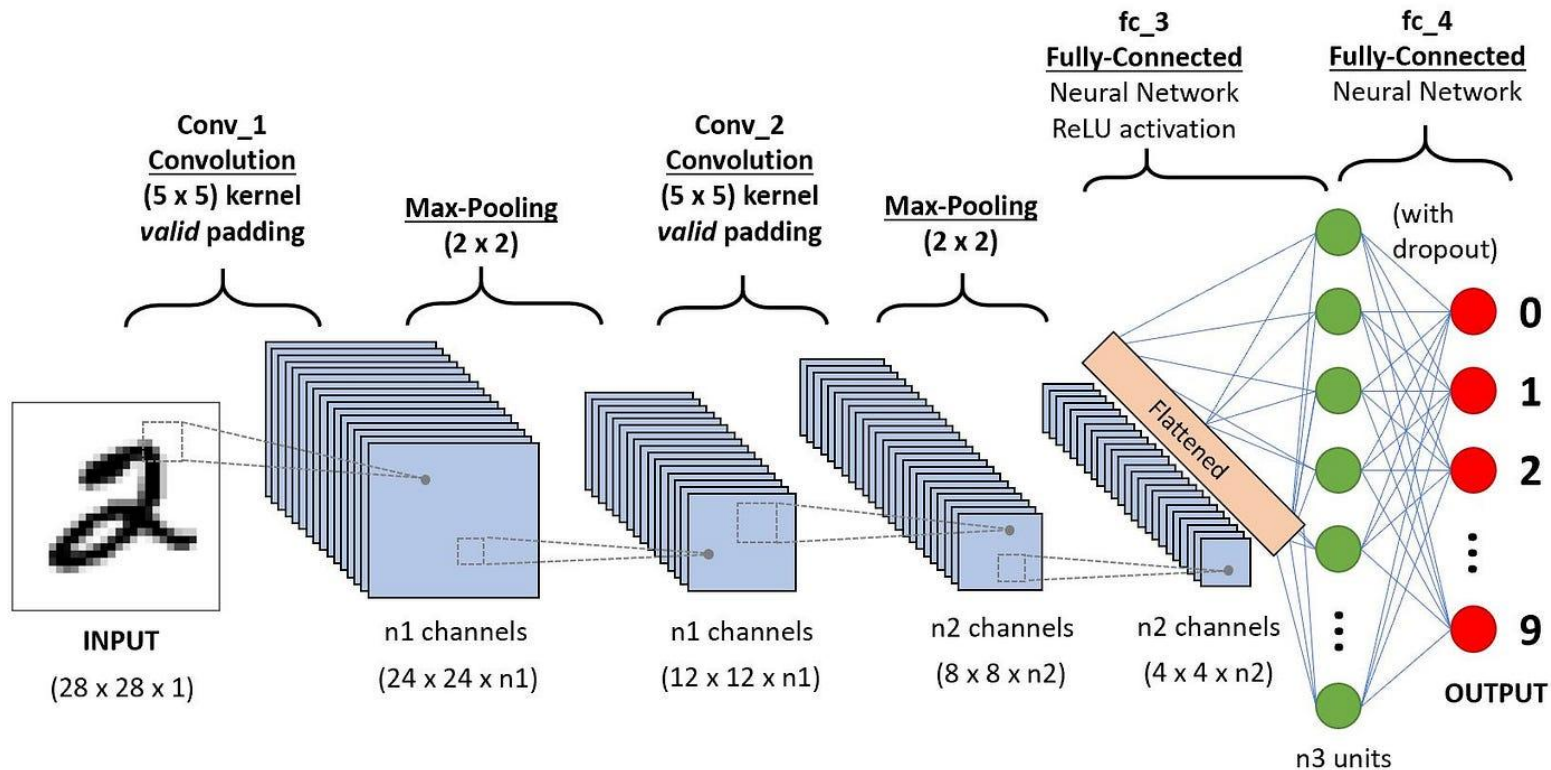 Conv_1
Convolution
(5 x 5) kernel
valid padding
Max-Pooling
(2 x 2)
Conv_2
Convolution
(5 x 5) kernel
valid padding
Max-Pooling
(2 x 2)
fc_3
Fully-Connected
Neural Network
ReLU activation
fc_4
Fully-Connected
Neural Network
(with
dropout)
Flattened
0
1
2
9
OUTPUT
2
INPUT
(28 x 28 x 1)
n1 channels
(24 x 24 x n1)
n1 channels
(12 x 12 x n1)
n2 channels
(8 x 8 x n2)
n2 channels
(4 x 4 x n2)
n3 units